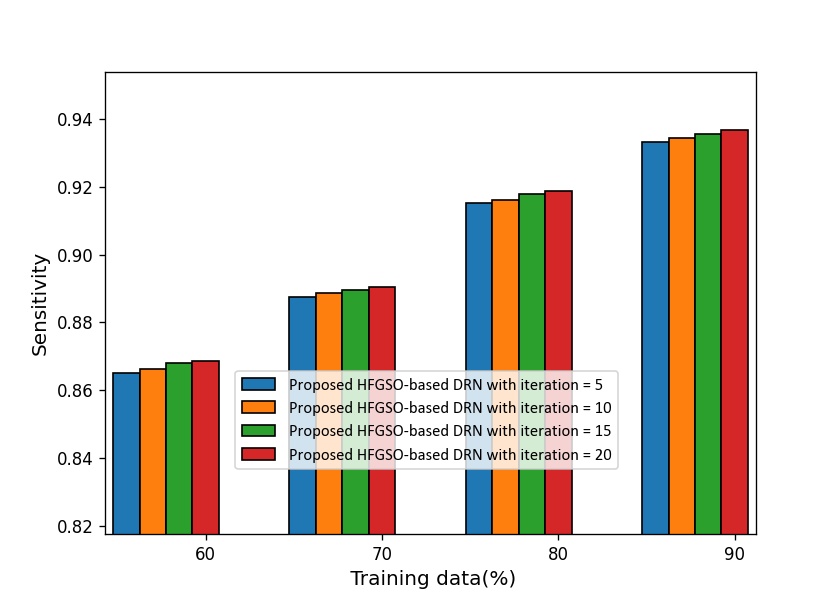 0.94
0.92
0.90
0.88
0.86
0.84
0.82
Sensitivity
Proposed HFGSO-based DRN with iteration = 5
Proposed HFGSO-based DRN with iteration = 10
Proposed HFGSO-based DRN with iteration = 15
Proposed HFGSO-based DRN with iteration = 20
60 70 80 90
Training data(%)